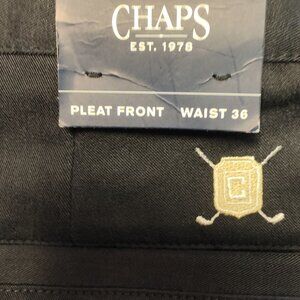 CHAPS
EST. 1978
PLEAT FRONT WAIST 36
C